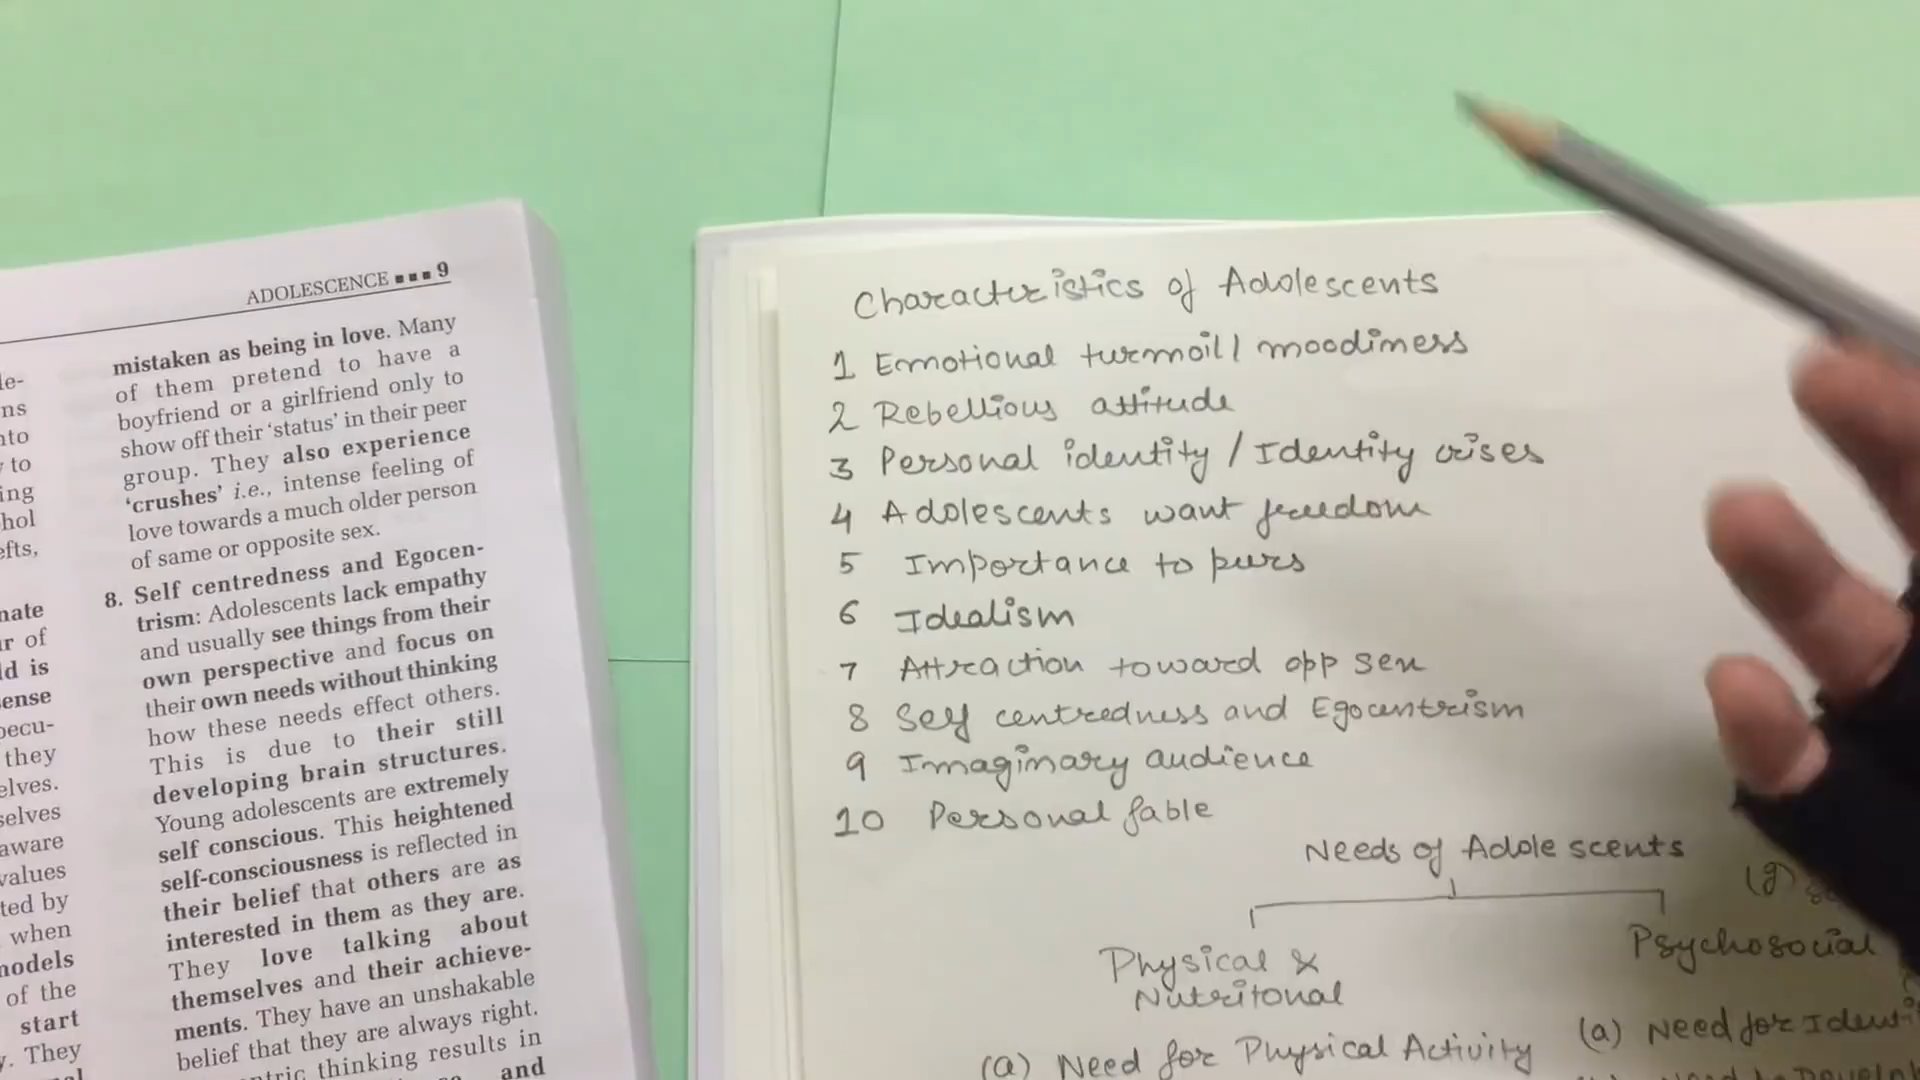 ADOLESCENCE ■■■ 9
mistaken as being in love. Many
of them pretend to have a
boyfriend or a girlfriend only to
show off their ‘status’ in their peer
group. They also experience
‘crushes’ i.e., intense feeling of
love towards a much older person
of same or opposite sex.
8. Self centredness and Egocen-
trism: Adolescents lack empathy
and usually see things from their
own perspective and focus on
their own needs without thinking
how these needs effect others.
This is due to their still
developing brain structures.
Young adolescents are extremely
self conscious. This heightened
self-consciousness is reflected in
their belief that others are as
interested in them as they are.
They love talking about
themselves and their achieve-
ments. They have an unshakable
belief that they are always right.
thinking results in
and
Characteristics of Adolescents
1 Emotional turmoil / moodiness
2 Rebellious attitude
3 Personal identity / Identity crises
4 Adolescents want freedom
5 Importance to peers
6 Idealism
7 Attraction toward opp sex
8 Self centredness and Egocentrism
9 Imaginary audience
10 Personal fable
Needs of Adolescents
Physical & Nutritonal
Psychosocial
(a) Need for Physical Activity
(a) Need for Identi
(g)